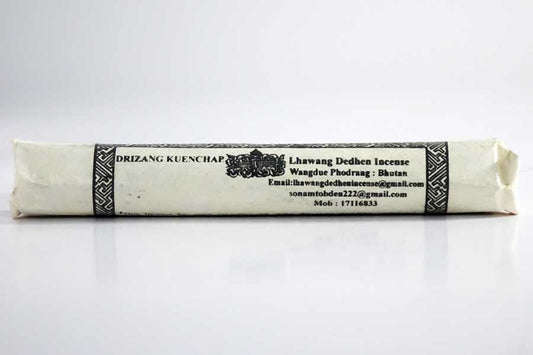 DRIZANG KUENCHAP
Lhawang Dedhen Incense
Wangdue Phodrang : Bhutan
Email:lhawangdedhenincense@gmail.com
sonamtobden222@gmail.com
Mob : 17116833